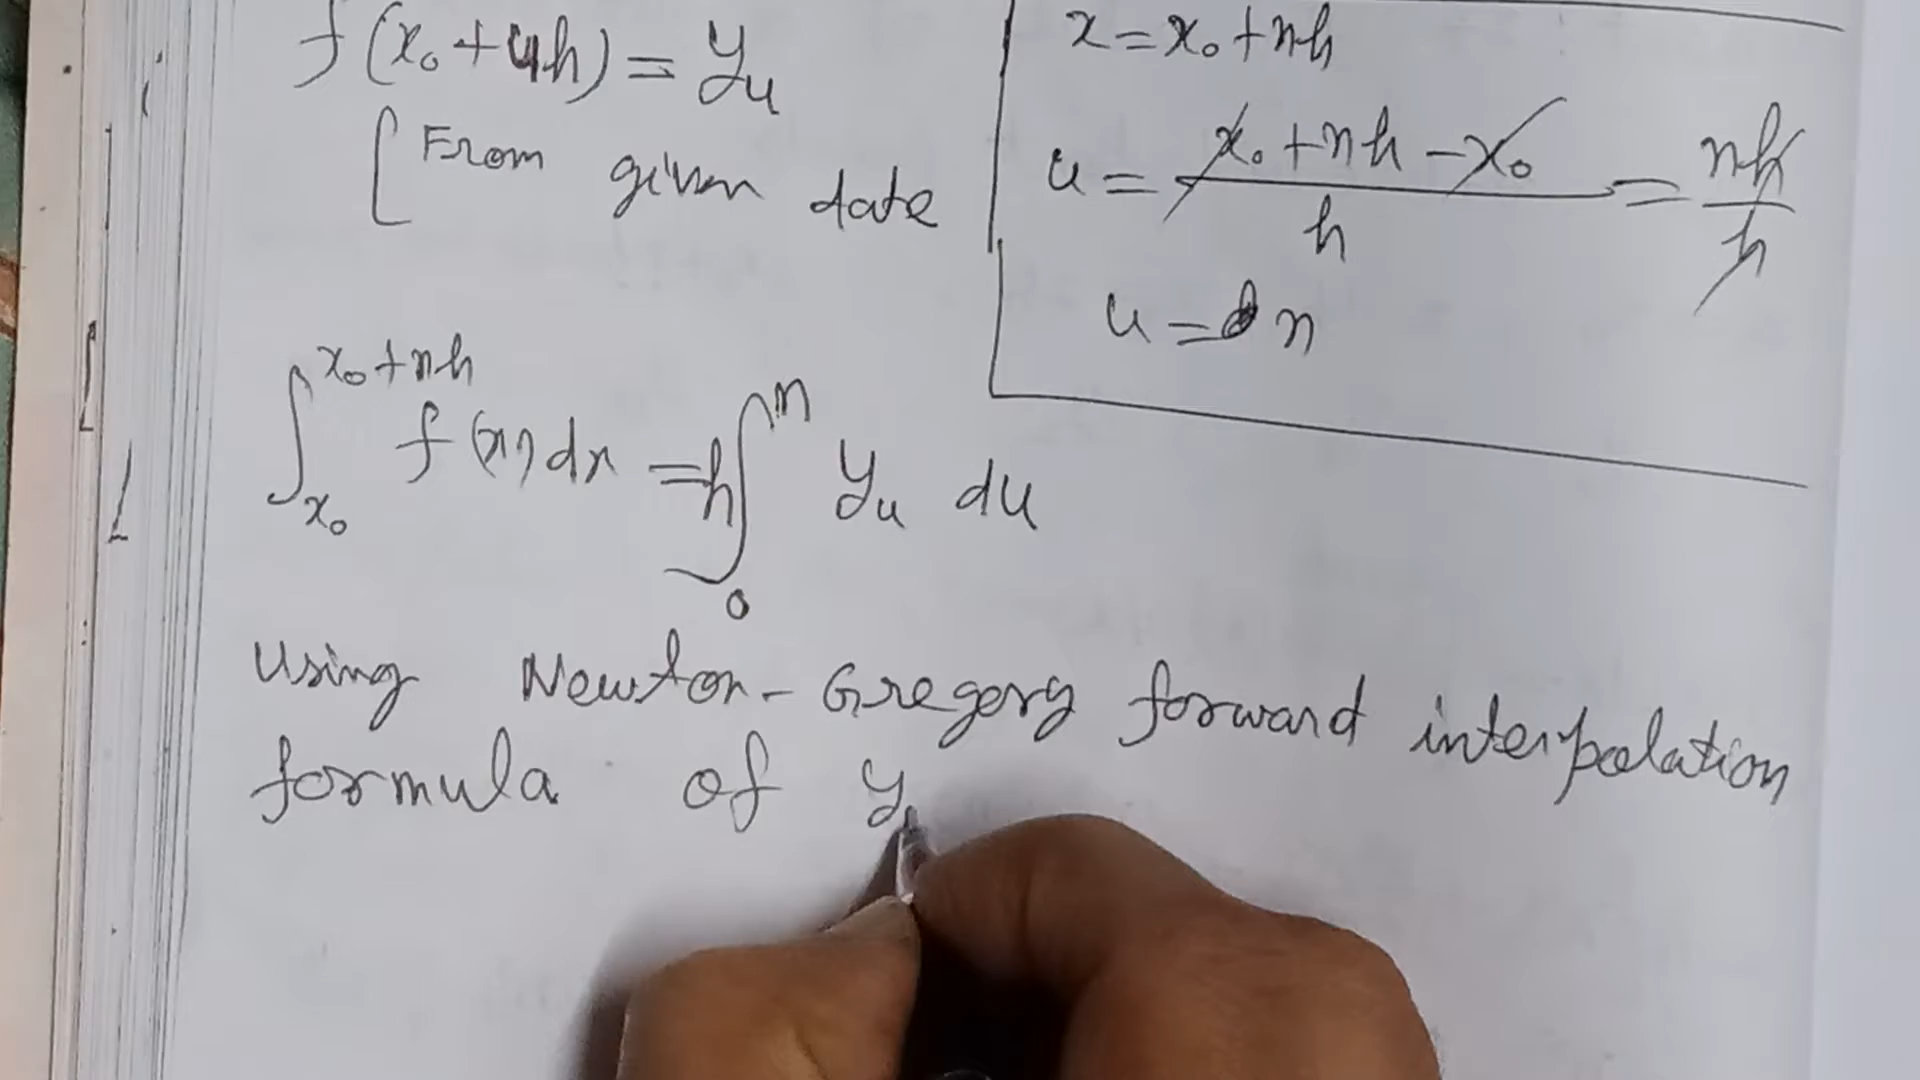 f(x₀+uh) = yᵤ
[From given date
x = x₀ + nh
u = (x₀ + nh - x₀)/h = nh/h
u = n
∫_{x₀}^{x₀+nh} f(x) dx = h ∫_{0}^{n} yᵤ du
Using Newton-Gregory forward interpolation
formula of y